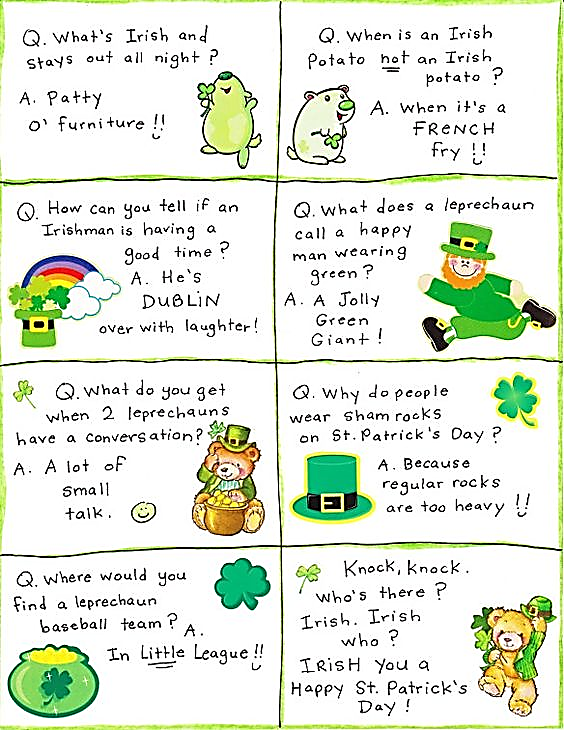 Q. What's Irish and
stays out all night?
A. Patty
O' furniture!!
Q. When is an Irish
Potato not an Irish
potato?
A. When it's a
FRENCH
fry!!
Q. How can you tell if an
Irishman is having a
good time?
A. He's
DUBLiN
over with laughter!
Q. What does a leprechaun
call a happy
man wearing
green?
A. A Jolly
Green
Giant!
Q. What do you get
when 2 leprechauns
have a conversation?
A. A lot of
small
talk.
Q. Why do people
wear shamrocks
on St. Patrick's Day?
A. Because
regular rocks
are too heavy!!
Q. Where would you
find a leprechaun
baseball team?
A.
In Little League!!
Knock, knock.
Who's there?
Irish. Irish
who?
IRiSH You a
Happy St. Patrick's
Day!